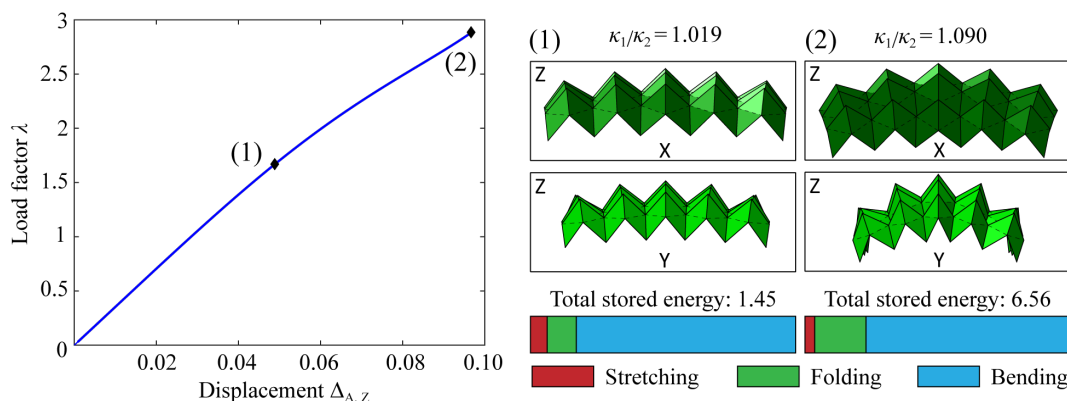 3
2.5
2
1.5
1
0.5
0
0.02
0.04
0.06
0.08
0.10
Load factor λ
Displacement Δ_A, Z
(1)
(2)
(1) κ₁/κ₂ = 1.019
Z
X
Z
Y
Total stored energy: 1.45
(2) κ₁/κ₂ = 1.090
Z
X
Z
Y
Total stored energy: 6.56
Stretching
Folding
Bending